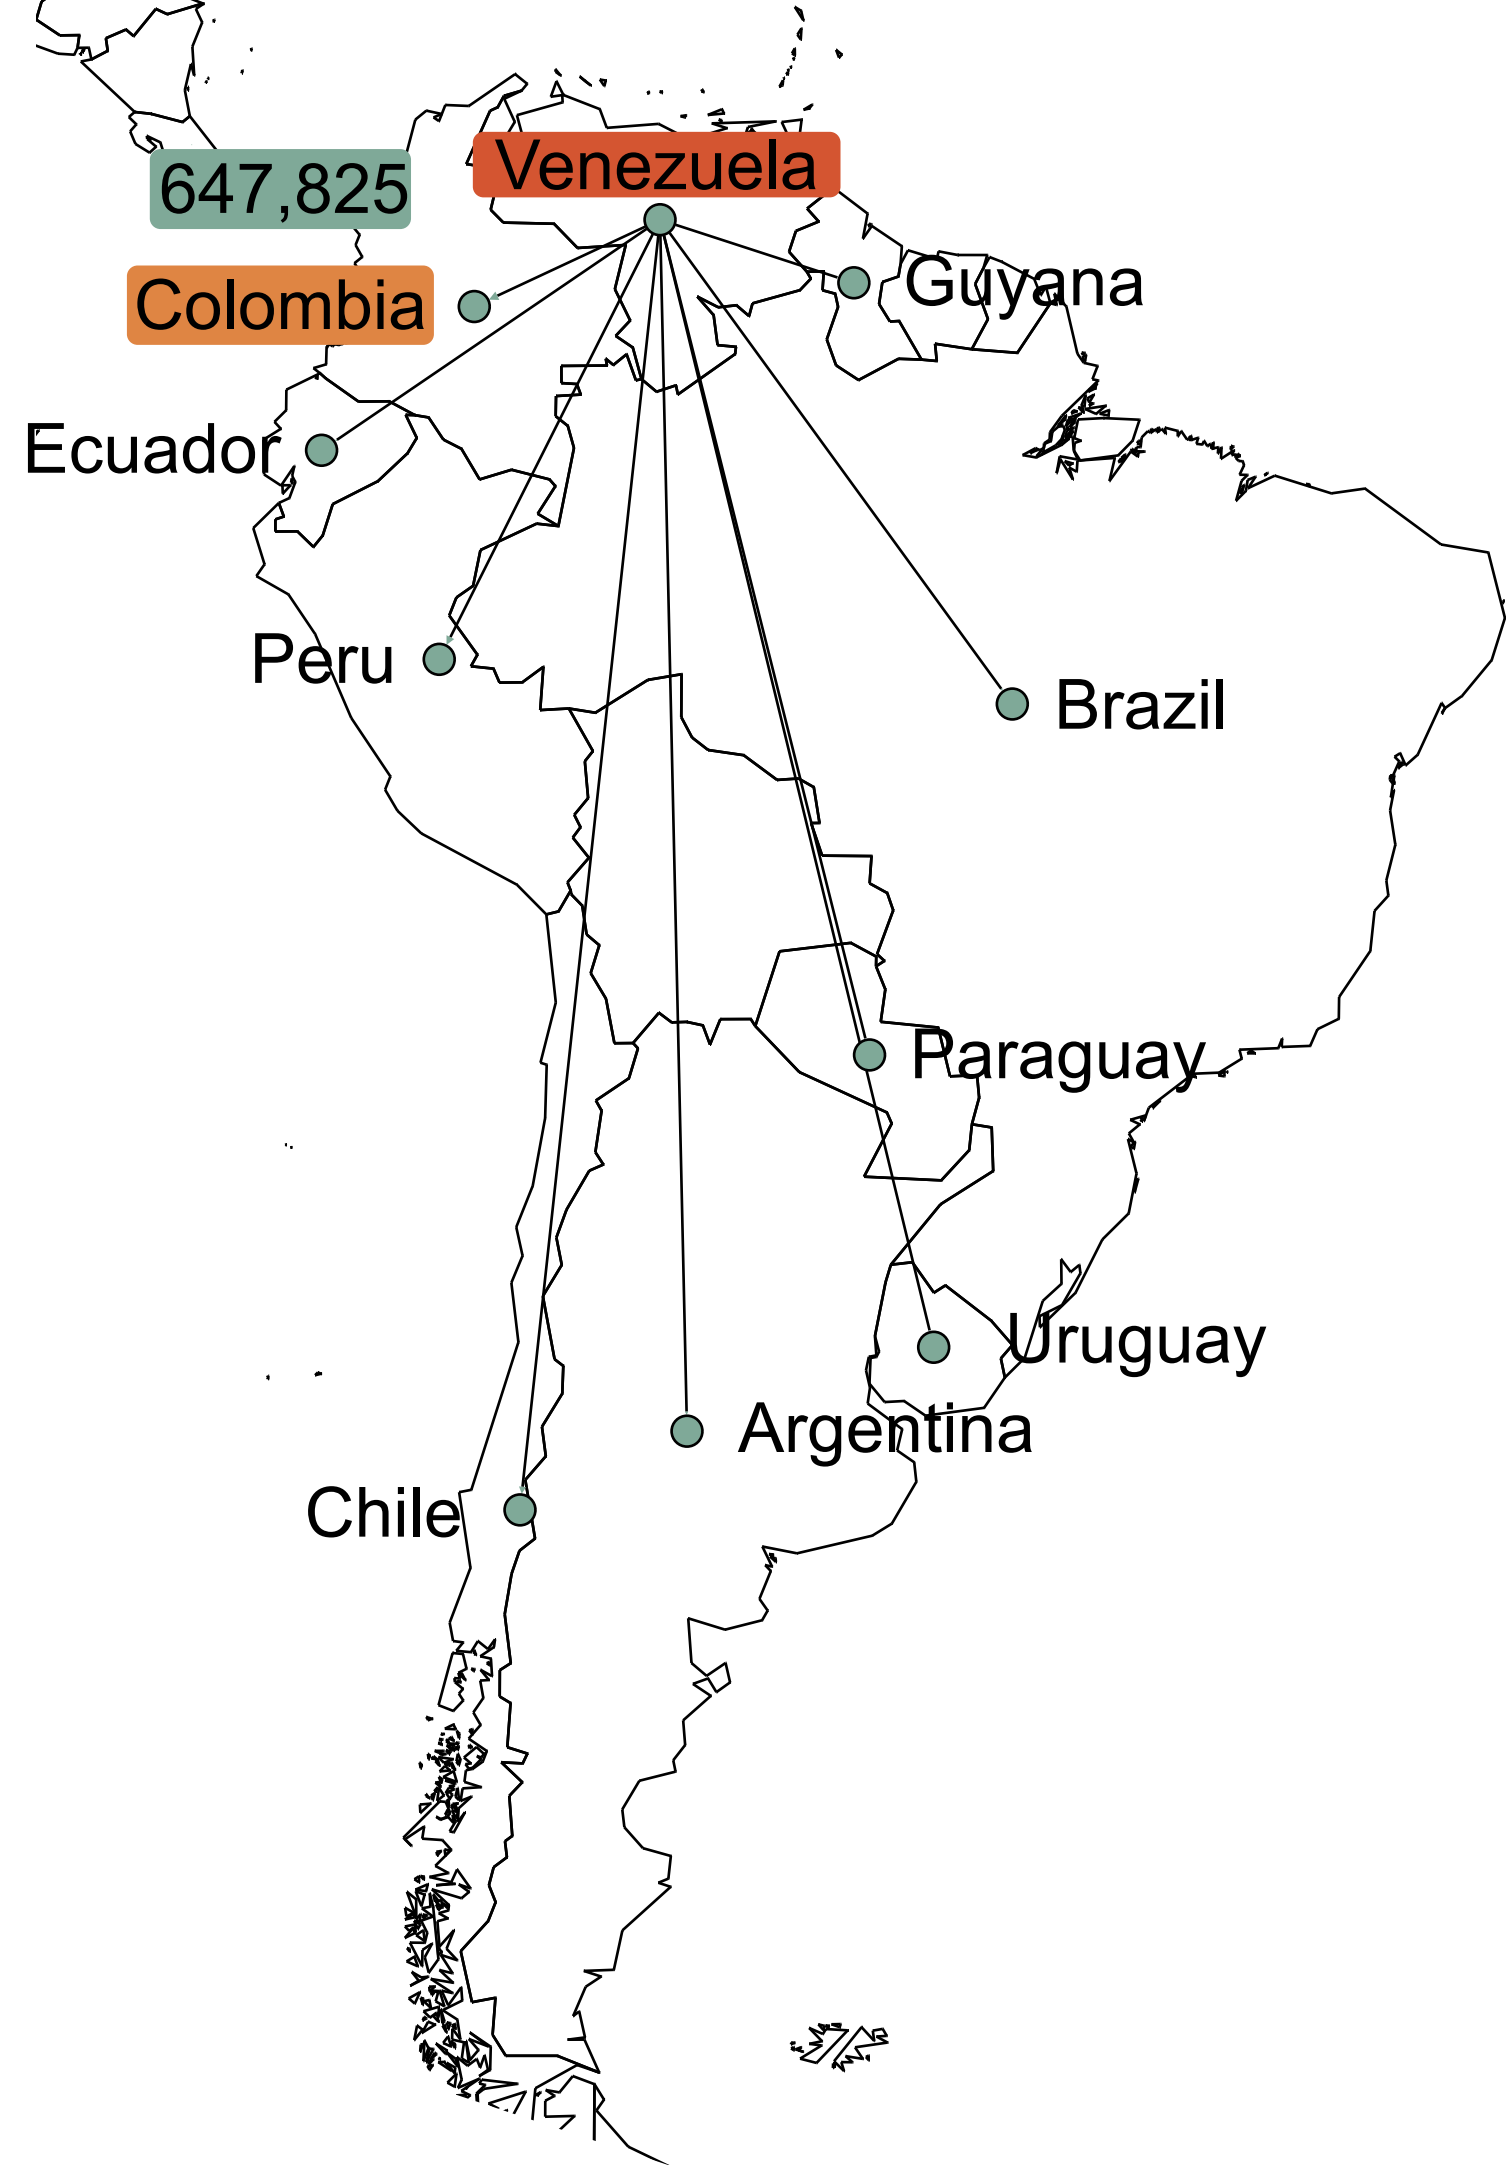 Venezuela
647,825
Colombia
Guyana
Ecuador
Peru
Brazil
Paraguay
Uruguay
Argentina
Chile